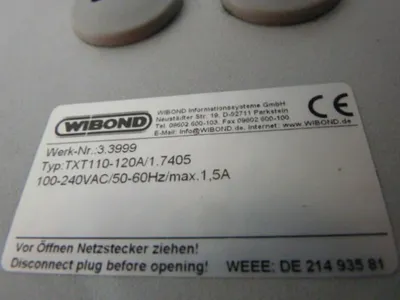 WIBOND
WIBOND Informationssysteme GmbH
Neustädter Str. 19, D-92711 Parkstein
Tel. 09602 600-103, Fax 09602 600-100
E-Mail: info@WIBOND.de, Internet www.WIBOND.de
CE
Werk-Nr.:3.3999
Typ:TXT110-120A/1.7405
100-240VAC/50-60Hz/max.1,5A
Vor Öffnen Netzstecker ziehen!
Disconnect plug before opening! WEEE: DE 214 935 81